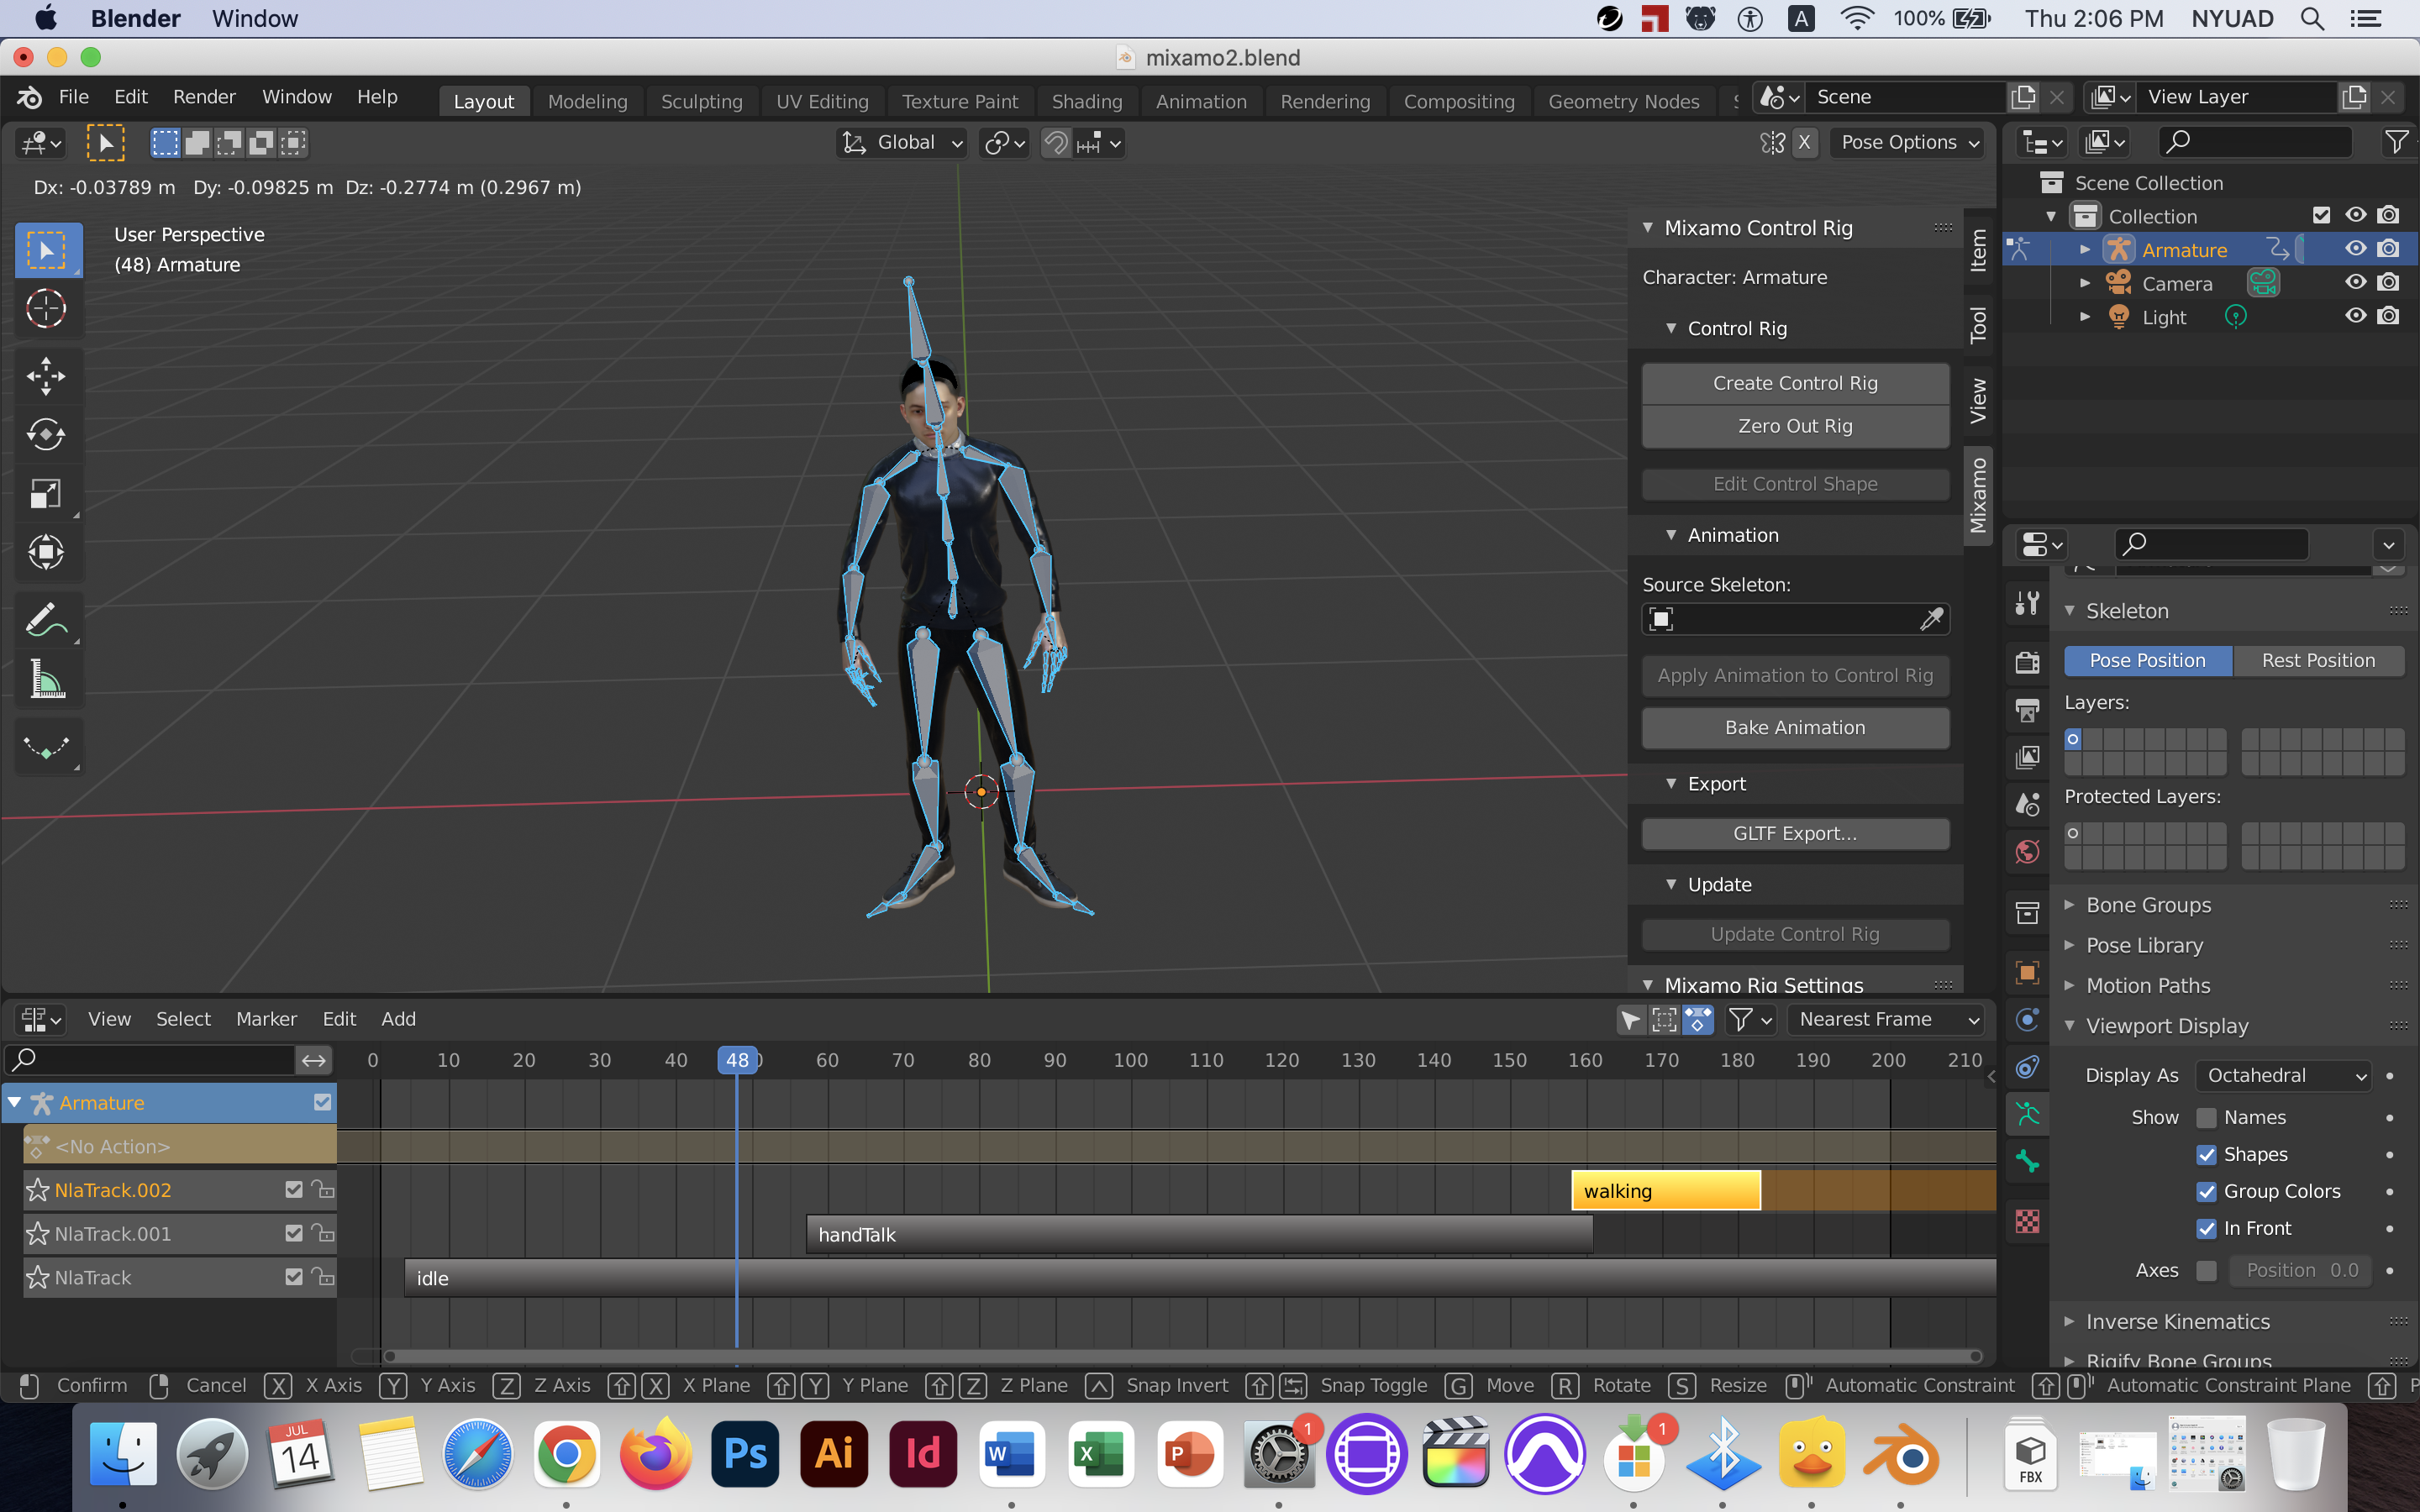 Blender Window
A 100% Thu 2:06 PM NYUAD
mixamo2.blend
File Edit Render Window Help Layout Modeling Sculpting UV Editing Texture Paint Shading Animation Rendering Compositing Geometry Nodes Scene View Layer
Global X Pose Options
Dx: -0.03789 m Dy: -0.09825 m Dz: -0.2774 m (0.2967 m)
User Perspective
(48) Armature
Mixamo Control Rig
Character: Armature
Control Rig
Create Control Rig
Zero Out Rig
Edit Control Shape
Animation
Source Skeleton:
Apply Animation to Control Rig
Bake Animation
Export
GLTF Export...
Update
Update Control Rig
Mixamo Rig Settings
Item
Tool
View
Mixamo
Scene Collection
Collection
Armature
Camera
Light
Skeleton
Pose Position Rest Position
Layers:
Protected Layers:
Bone Groups
Pose Library
Motion Paths
Viewport Display
Display As Octahedral
Show Names
Shapes
Group Colors
In Front
Axes Position 0.0
Inverse Kinematics
Rigify Bone Groups
View Select Marker Edit Add Nearest Frame
0 10 20 30 40 48 60 70 80 90 100 110 120 130 140 150 160 170 180 190 200 210
Armature
<No Action>
NlaTrack.002 walking
NlaTrack.001 handTalk
NlaTrack idle
Confirm Cancel X X Axis Y Y Axis Z Z Axis X X Plane Y Y Plane Z Z Plane Snap Invert Snap Toggle G Move R Rotate S Resize Automatic Constraint Automatic Constraint Plane
JUL
14
Ps Ai Id W X P 1 1
FBX